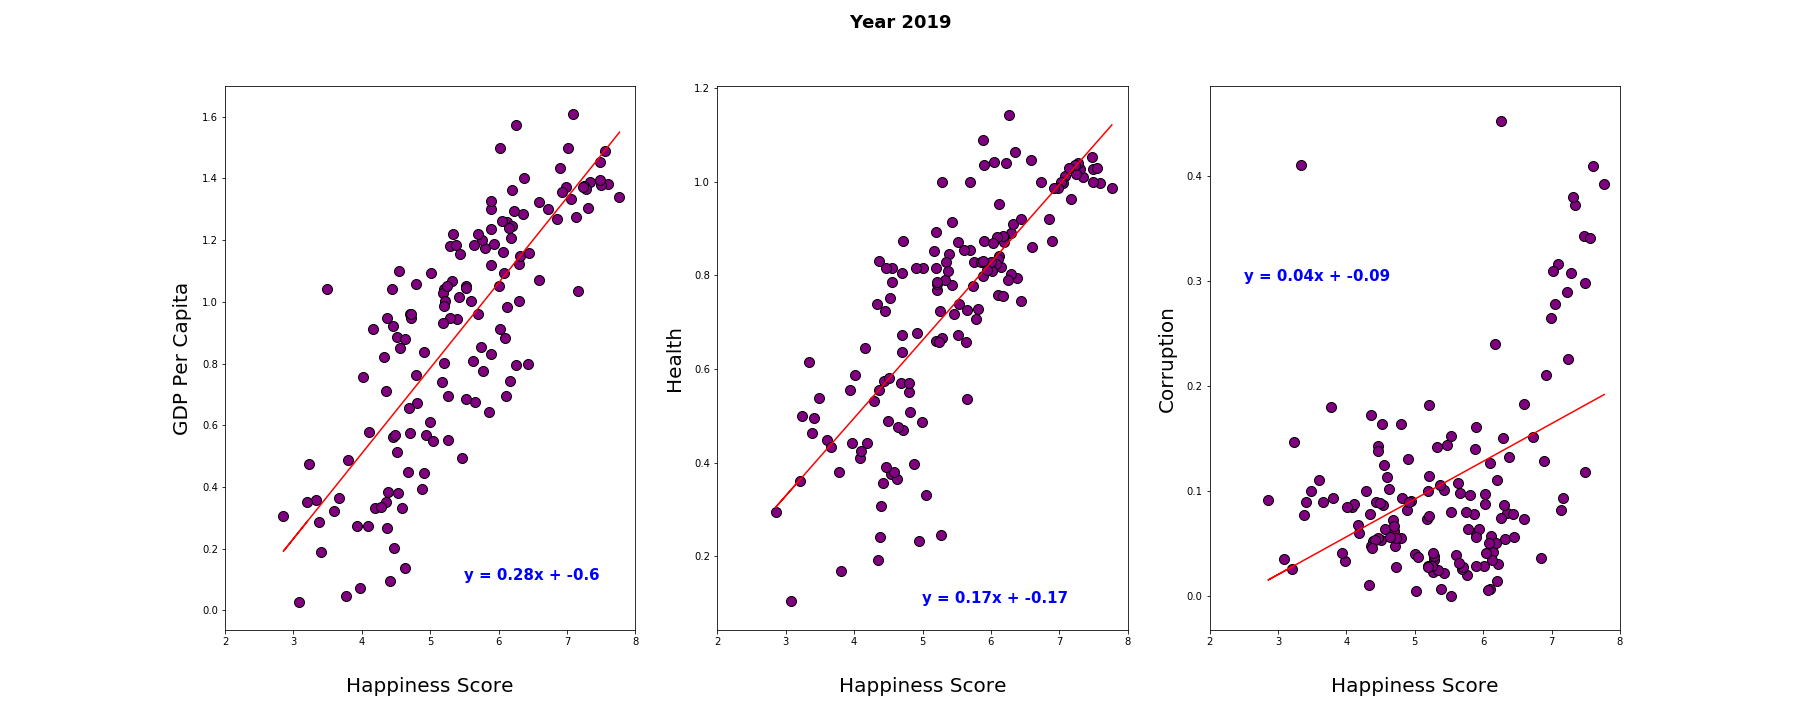 Year 2019
GDP Per Capita
1.6
1.4
1.2
1.0
0.8
0.6
0.4
0.2
0.0
y = 0.28x + -0.6
2 3 4 5 6 7 8
Happiness Score
Health
1.2
1.0
0.8
0.6
0.4
0.2
y = 0.17x + -0.17
2 3 4 5 6 7 8
Happiness Score
Corruption
0.4
0.3
0.2
0.1
0.0
y = 0.04x + -0.09
2 3 4 5 6 7 8
Happiness Score